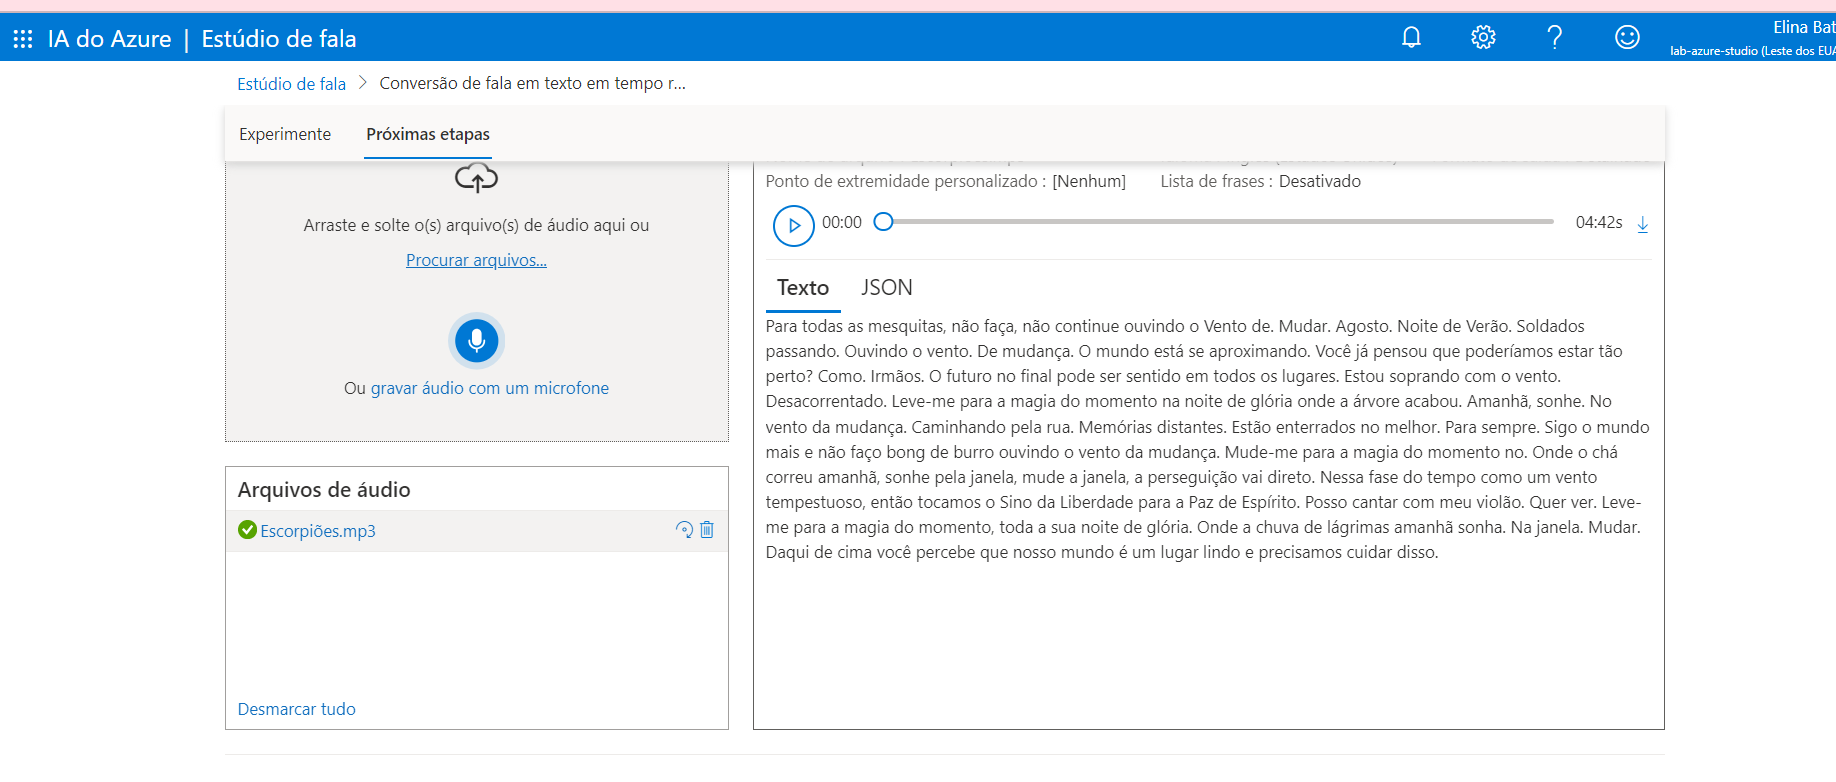 IA do Azure | Estúdio de fala
Elina Bat
lab-azure-studio (Leste dos EUA
Estúdio de fala > Conversão de fala em texto em tempo r...
Experimente
Próximas etapas
Arraste e solte o(s) arquivo(s) de áudio aqui ou
Procurar arquivos...
Ou gravar áudio com um microfone
Arquivos de áudio
Escorpiões.mp3
Desmarcar tudo
Ponto de extremidade personalizado : [Nenhum] Lista de frases : Desativado
00:00
04:42s
Texto
JSON
Para todas as mesquitas, não faça, não continue ouvindo o Vento de. Mudar. Agosto. Noite de Verão. Soldados
passando. Ouvindo o vento. De mudança. O mundo está se aproximando. Você já pensou que poderíamos estar tão
perto? Como. Irmãos. O futuro no final pode ser sentido em todos os lugares. Estou soprando com o vento.
Desacorrentado. Leve-me para a magia do momento na noite de glória onde a árvore acabou. Amanhã, sonhe. No
vento da mudança. Caminhando pela rua. Memórias distantes. Estão enterrados no melhor. Para sempre. Sigo o mundo
mais e não faço bong de burro ouvindo o vento da mudança. Mude-me para a magia do momento no. Onde o chá
correu amanhã, sonhe pela janela, mude a janela, a perseguição vai direto. Nessa fase do tempo como um vento
tempestuoso, então tocamos o Sino da Liberdade para a Paz de Espírito. Posso cantar com meu violão. Quer ver. Leve-
me para a magia do momento, toda a sua noite de glória. Onde a chuva de lágrimas amanhã sonha. Na janela. Mudar.
Daqui de cima você percebe que nosso mundo é um lugar lindo e precisamos cuidar disso.